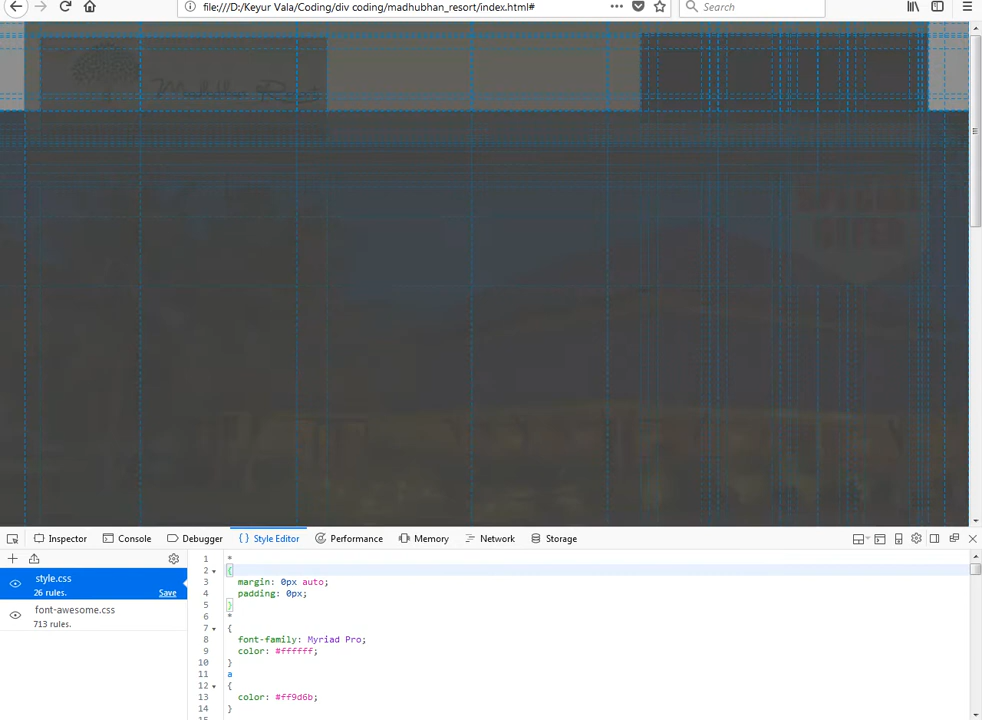 file:///D:/Keyur Vala/Coding/div coding/madhubhan_resort/index.html#
Search
Inspector Console Debugger { } Style Editor Performance Memory Network Storage
style.css
26 rules.
Save
font-awesome.css
713 rules.
1 *
2 {
3 margin: 0px auto;
4 padding: 0px;
5 }
6 *
7 {
8 font-family: Myriad Pro;
9 color: #ffffff;
10 }
11 a
12 {
13 color: #ff9d6b;
14 }